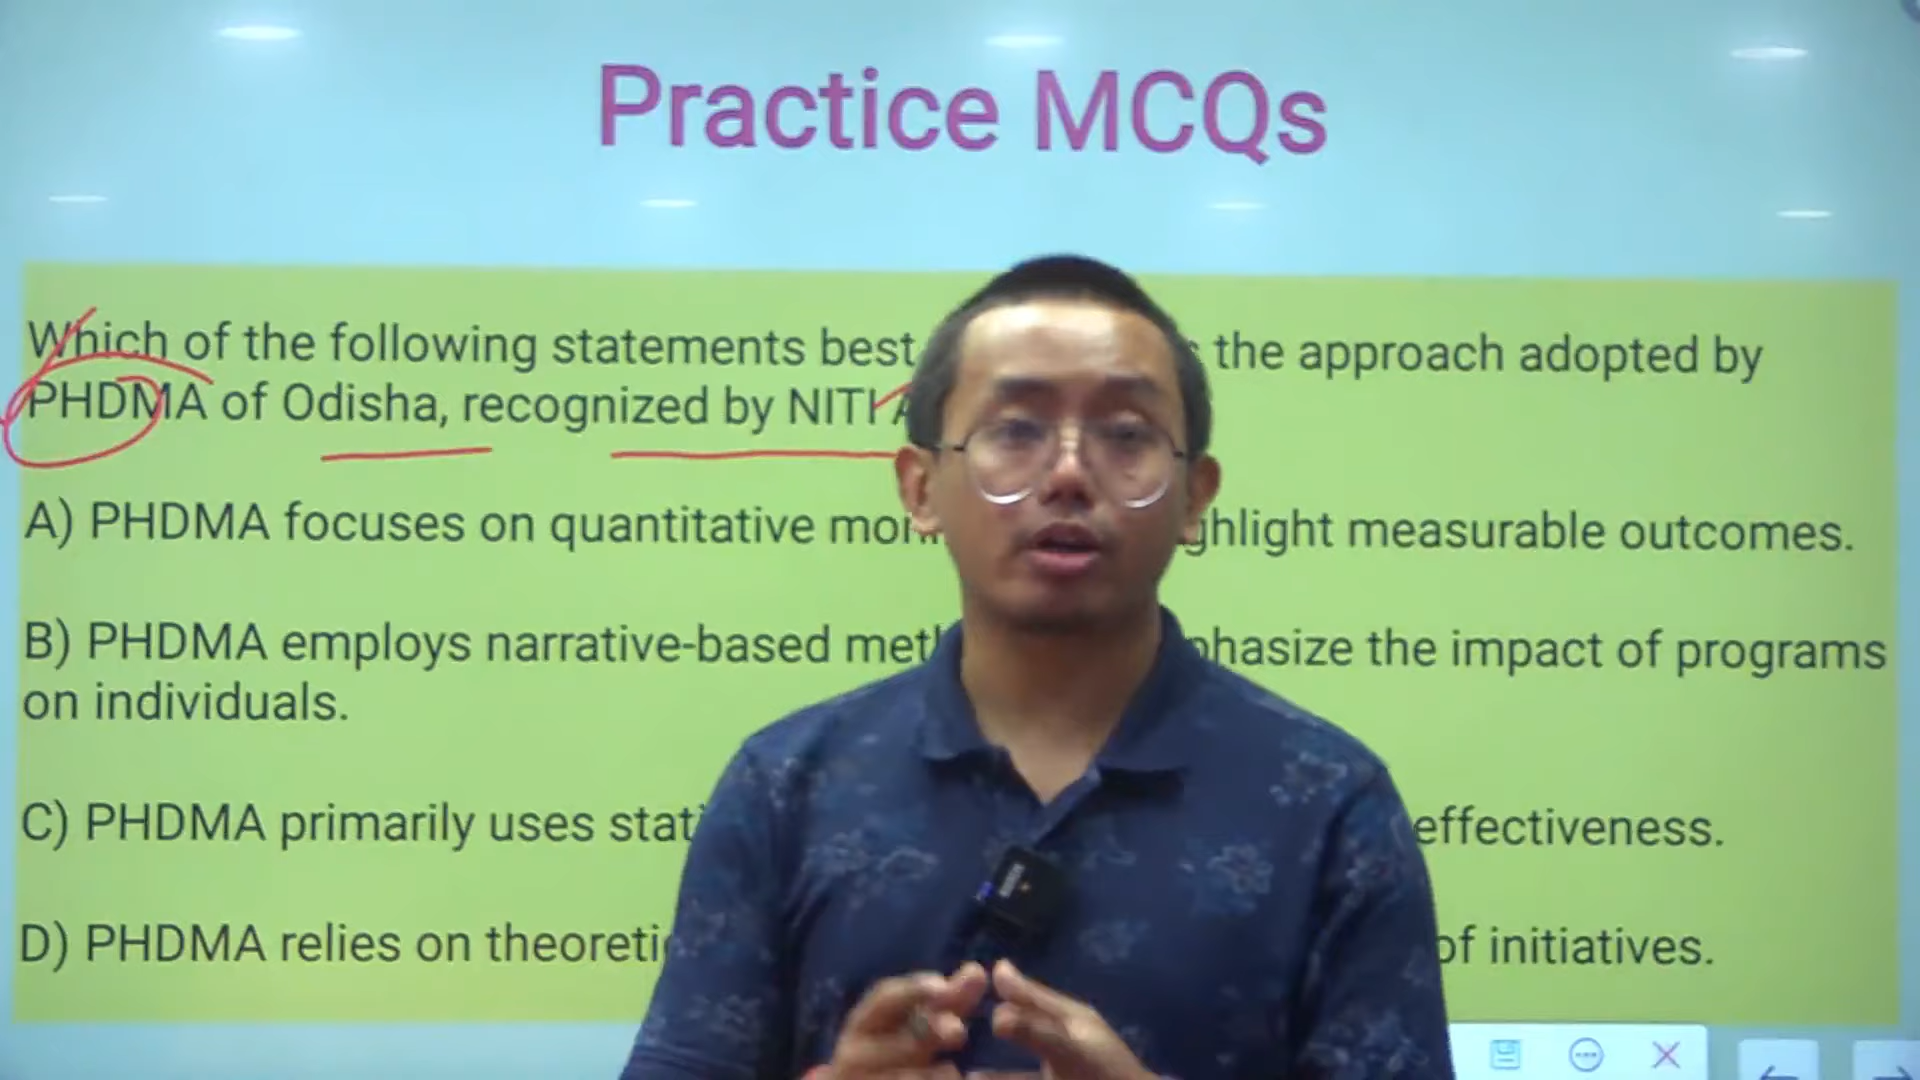 Practice MCQs
Which of the following statements best the approach adopted by
PHDMA of Odisha, recognized by NITI
A) PHDMA focuses on quantitative measurable outcomes.
B) PHDMA employs narrative-based the impact of programs
on individuals.
C) PHDMA primarily uses effectiveness.
D) PHDMA relies on of initiatives.